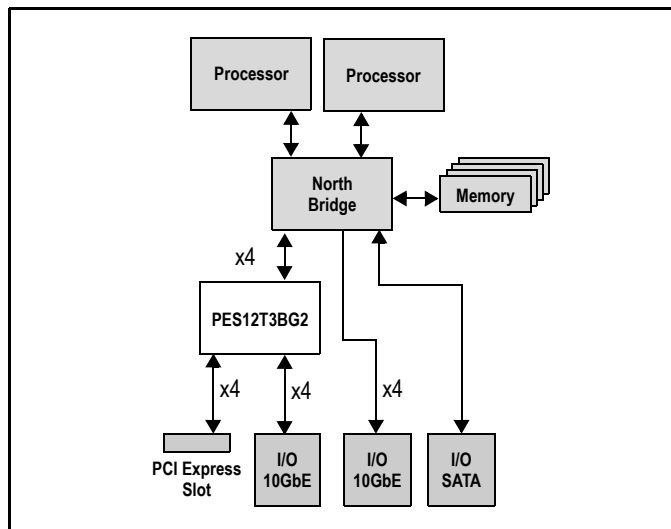 Processor
Processor
North
Bridge
Memory
x4
PES12T3BG2
x4
x4
x4
PCI Express
Slot
I/O
10GbE
I/O
10GbE
I/O
SATA